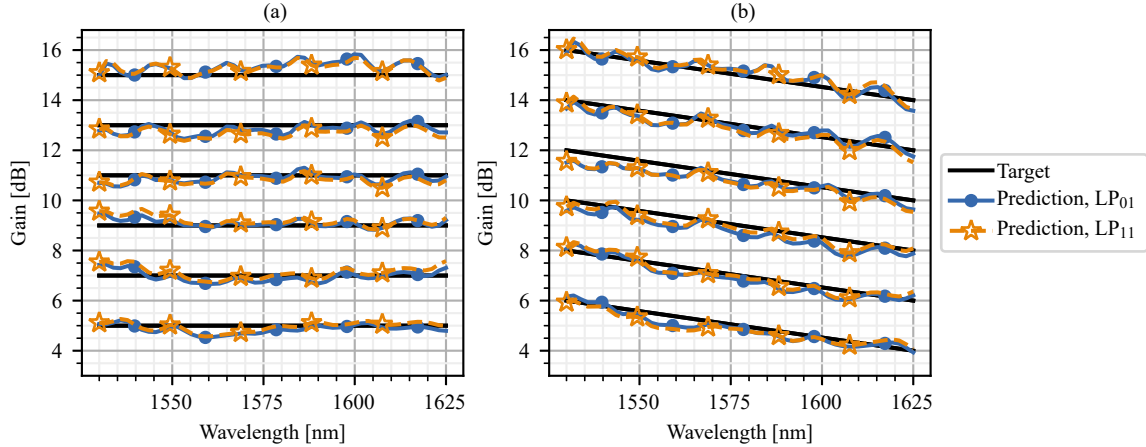 (a)
(b)
16
14
12
10
8
6
4
Gain [dB]
1550
1575
1600
1625
Wavelength [nm]
16
14
12
10
8
6
4
Gain [dB]
1550
1575
1600
1625
Wavelength [nm]
Target
Prediction, LP₀₁
Prediction, LP₁₁